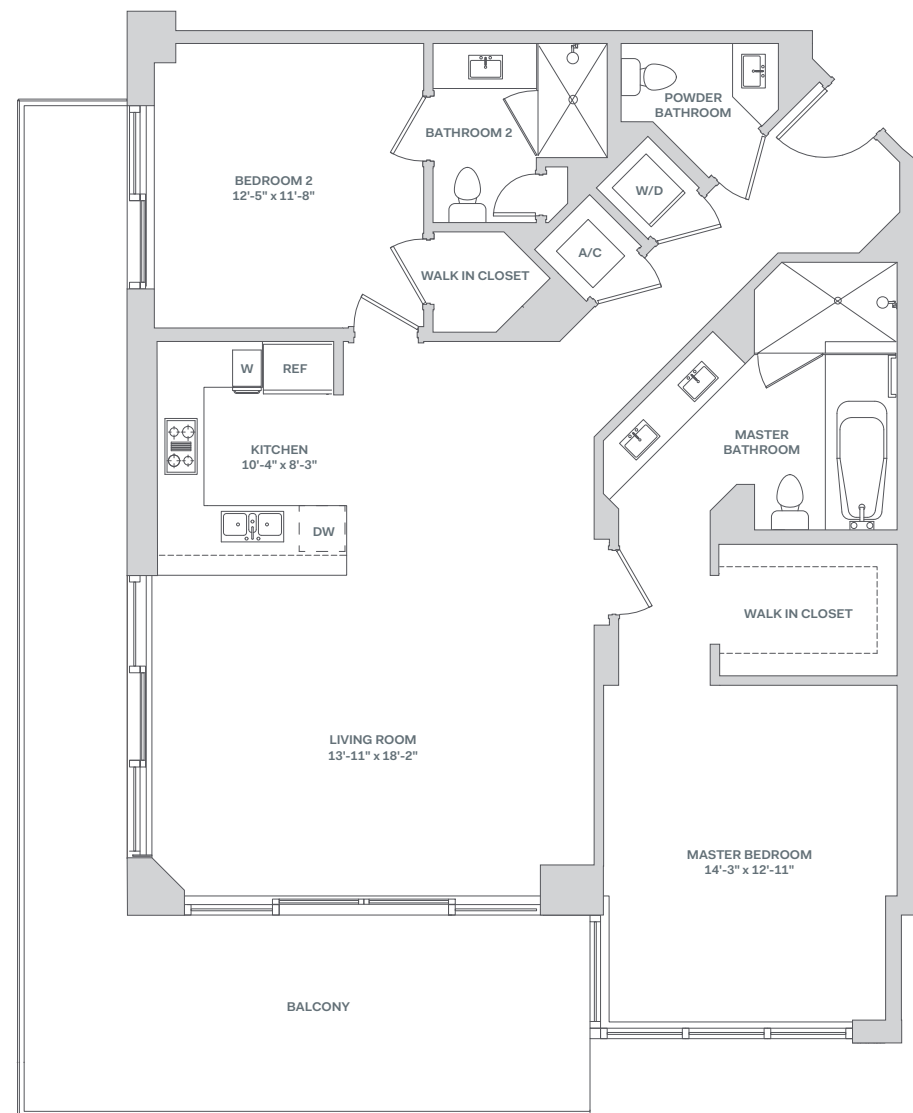 POWDER
BATHROOM
BATHROOM 2
BEDROOM 2
12'-5" x 11'-8"
W/D
A/C
WALK IN CLOSET
W
REF
KITCHEN
10'-4" x 8'-3"
MASTER
BATHROOM
DW
WALK IN CLOSET
LIVING ROOM
13'-11" x 18'-2"
MASTER BEDROOM
14'-3" x 12'-11"
BALCONY